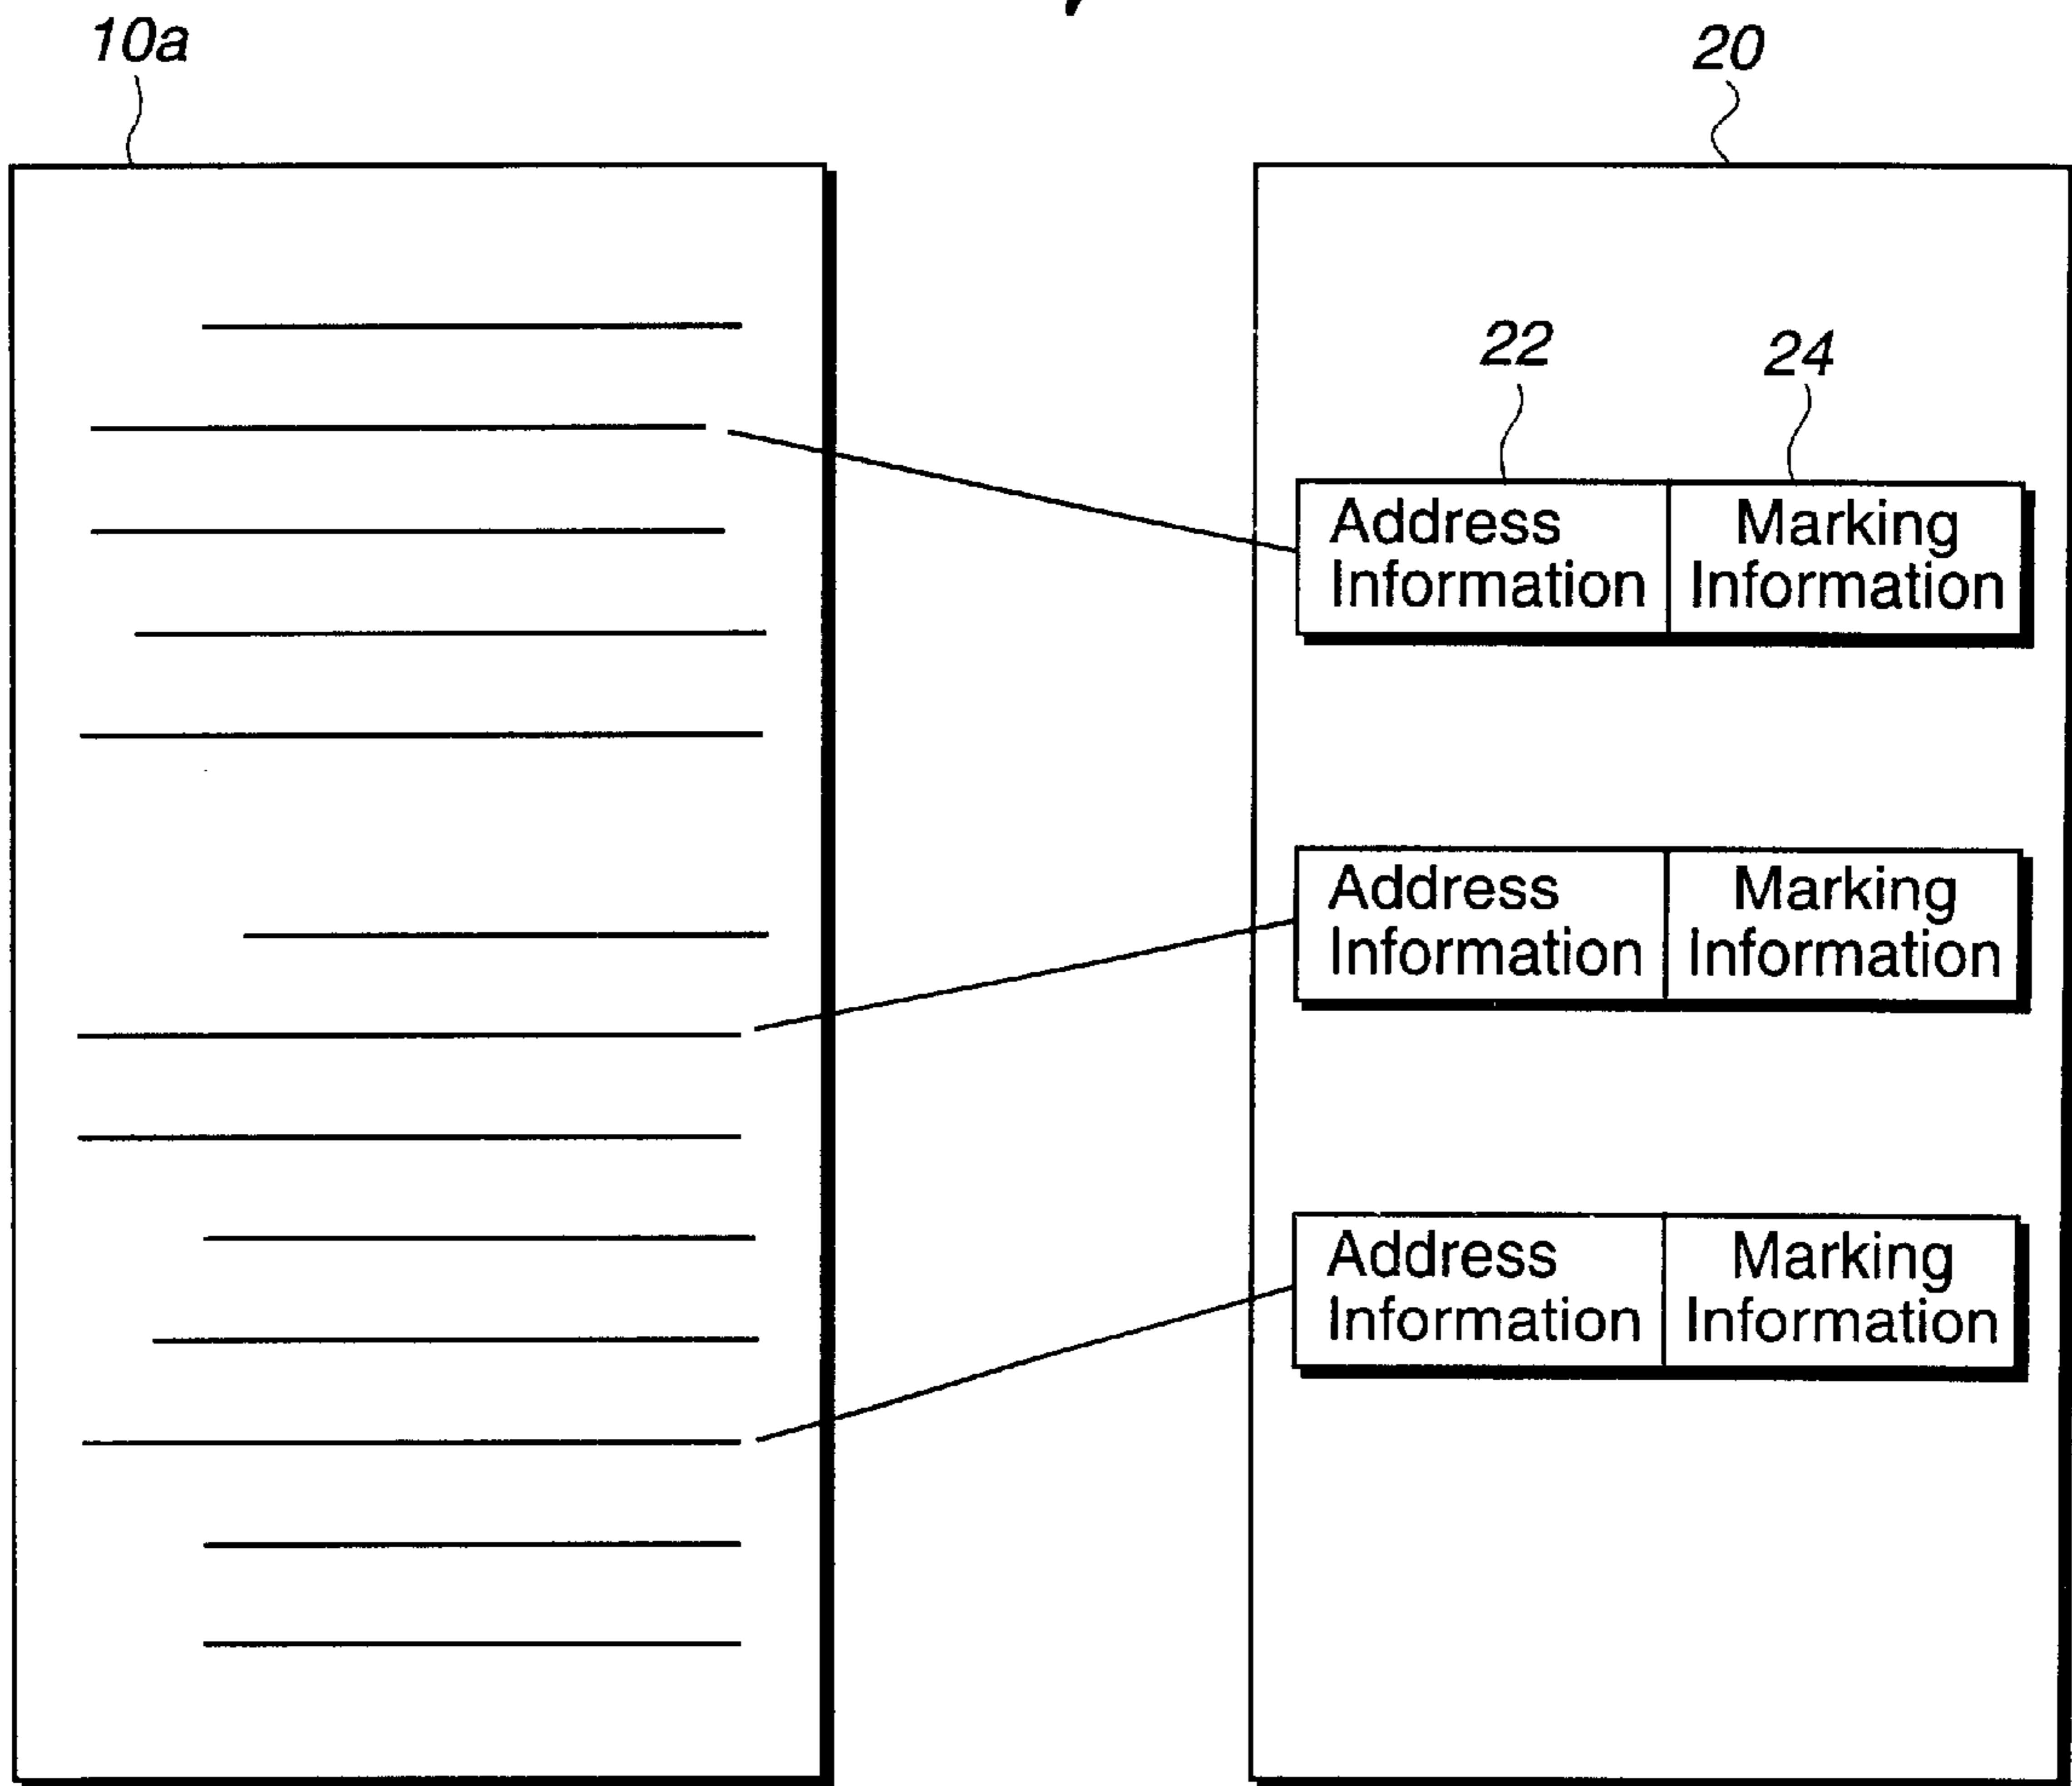 10a
20
22
24
Address
Information
Marking
Information
Address
Information
Marking
Information
Address
Information
Marking
Information